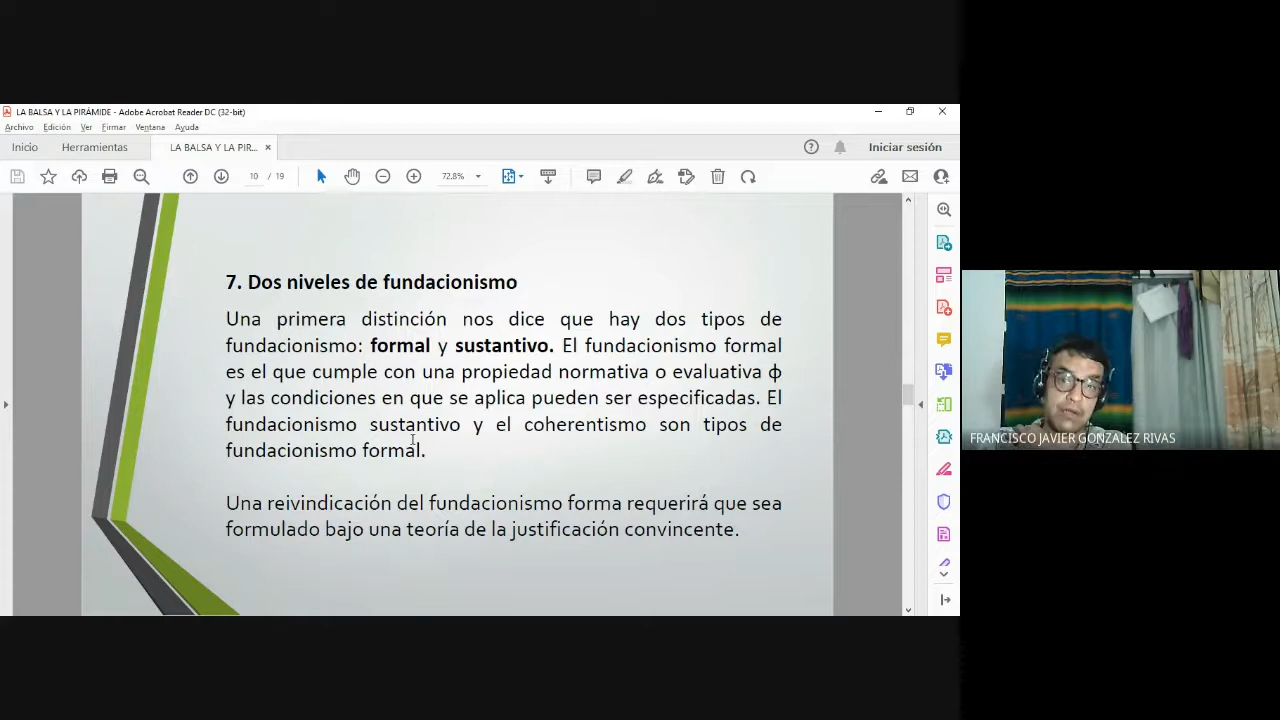 LA BALSA Y LA PIRÁMIDE - Adobe Acrobat Reader DC (32-bit)
Archivo Edición Ver Firmar Ventana Ayuda
Inicio Herramientas LA BALSA Y LA PIR... Iniciar sesión
10 / 19 72.8%
7. Dos niveles de fundacionismo
Una primera distinción nos dice que hay dos tipos de
fundacionismo: formal y sustantivo. El fundacionismo formal
es el que cumple con una propiedad normativa o evaluativa ϕ
y las condiciones en que se aplica pueden ser especificadas. El
fundacionismo sustantivo y el coherentismo son tipos de
fundacionismo formal.
Una reivindicación del fundacionismo forma requerirá que sea
formulado bajo una teoría de la justificación convincente.
FRANCISCO JAVIER GONZALEZ RIVAS